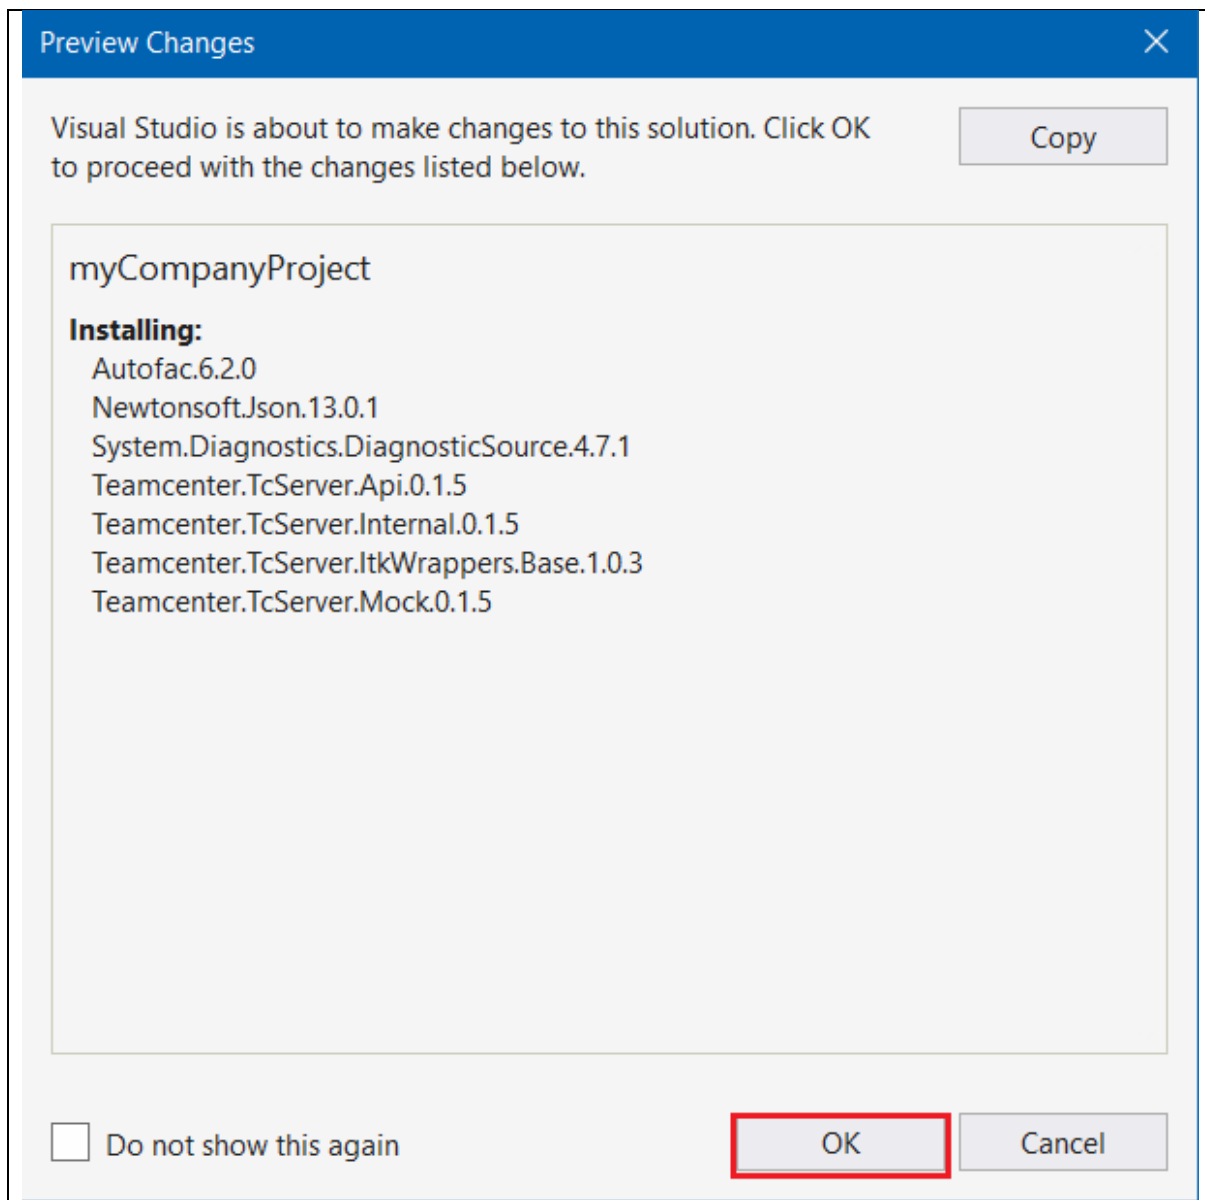 Preview Changes
Visual Studio is about to make changes to this solution. Click OK
to proceed with the changes listed below.
Copy
myCompanyProject
Installing:
Autofac.6.2.0
Newtonsoft.Json.13.0.1
System.Diagnostics.DiagnosticSource.4.7.1
Teamcenter.TcServer.Api.0.1.5
Teamcenter.TcServer.Internal.0.1.5
Teamcenter.TcServer.ItkWrappers.Base.1.0.3
Teamcenter.TcServer.Mock.0.1.5
Do not show this again
OK
Cancel